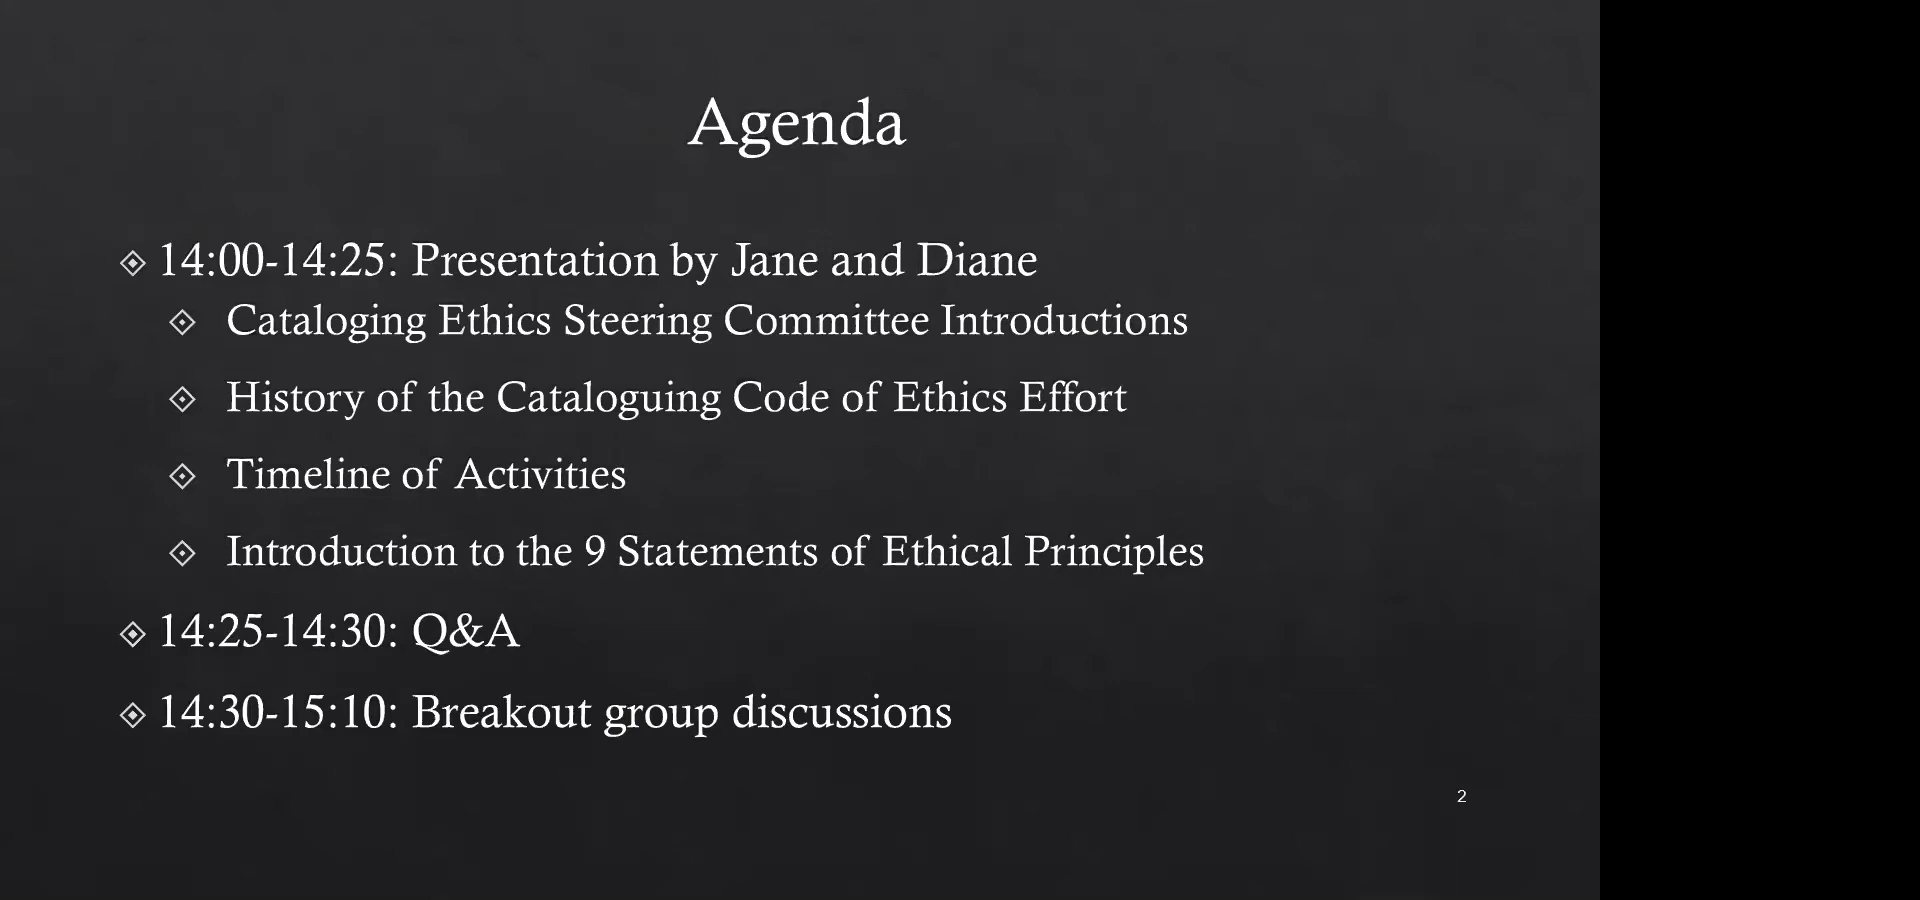 Agenda
14:00-14:25: Presentation by Jane and Diane
Cataloging Ethics Steering Committee Introductions
History of the Cataloguing Code of Ethics Effort
Timeline of Activities
Introduction to the 9 Statements of Ethical Principles
14:25-14:30: Q&A
14:30-15:10: Breakout group discussions
2